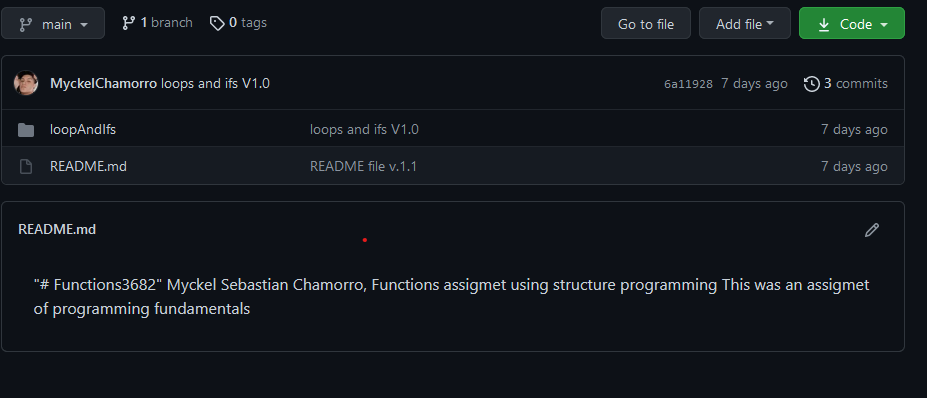 main 1 branch 0 tags Go to file Add file Code
MyckelChamorro loops and ifs V1.0 6a11928 7 days ago 3 commits
loopAndIfs loops and ifs V1.0 7 days ago
README.md README file v.1.1 7 days ago
README.md
"# Functions3682" Myckel Sebastian Chamorro, Functions assigmet using structure programming This was an assigmet
of programming fundamentals